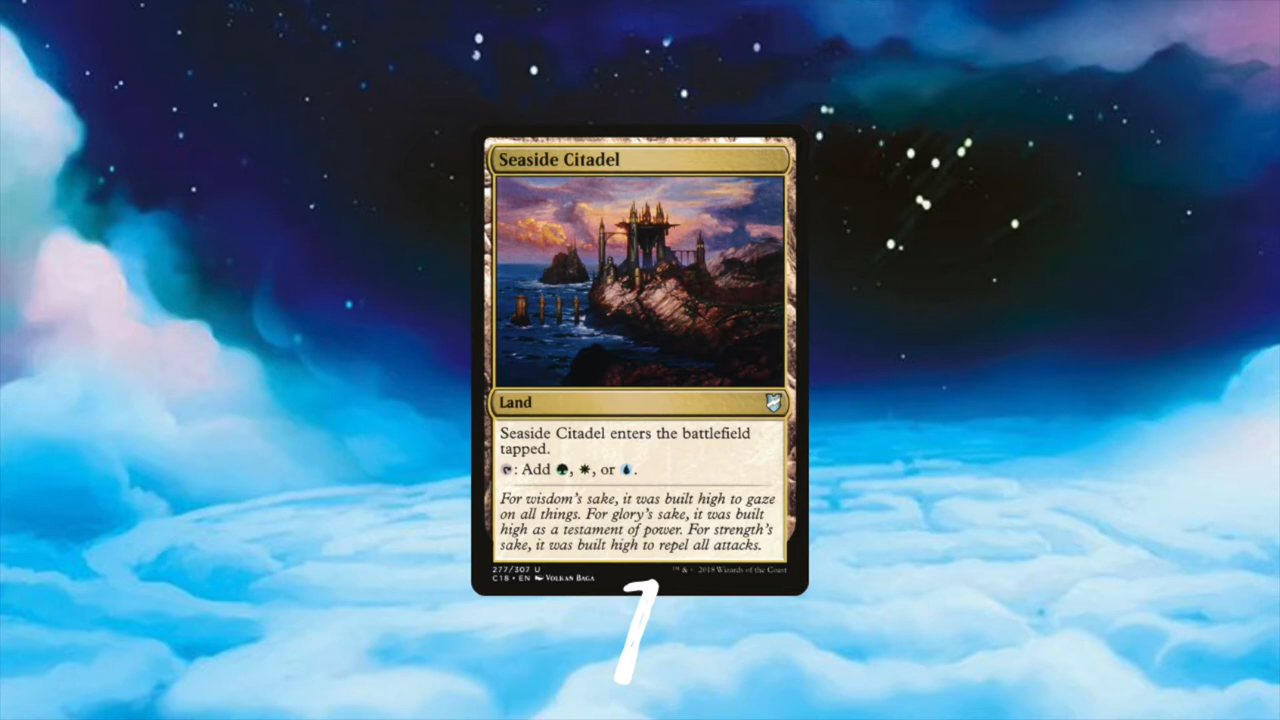 Seaside Citadel
Land
Seaside Citadel enters the battlefield
tapped.
: Add , , or .
For wisdom's sake, it was built high to gaze
on all things. For glory's sake, it was built
high as a testament of power. For strength's
sake, it was built high to repel all attacks.
277/307 U
C18 • EN VOLKAN BAGA
™ & © 2018 Wizards of the Coast
1